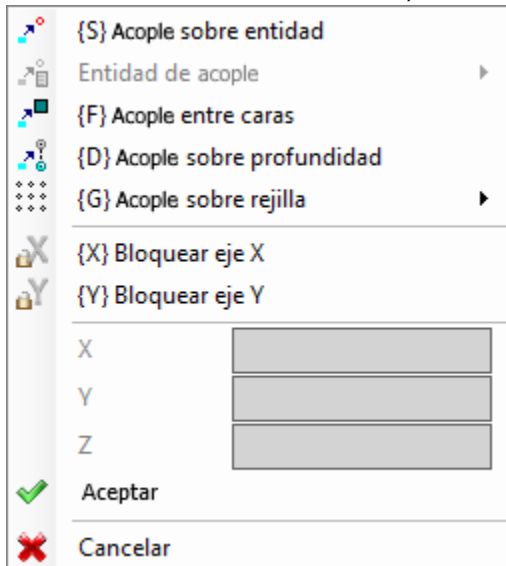 {S} Acople sobre entidad
Entidad de acople
{F} Acople entre caras
{D} Acople sobre profundidad
{G} Acople sobre rejilla
{X} Bloquear eje X
{Y} Bloquear eje Y
X
Y
Z
Aceptar
Cancelar